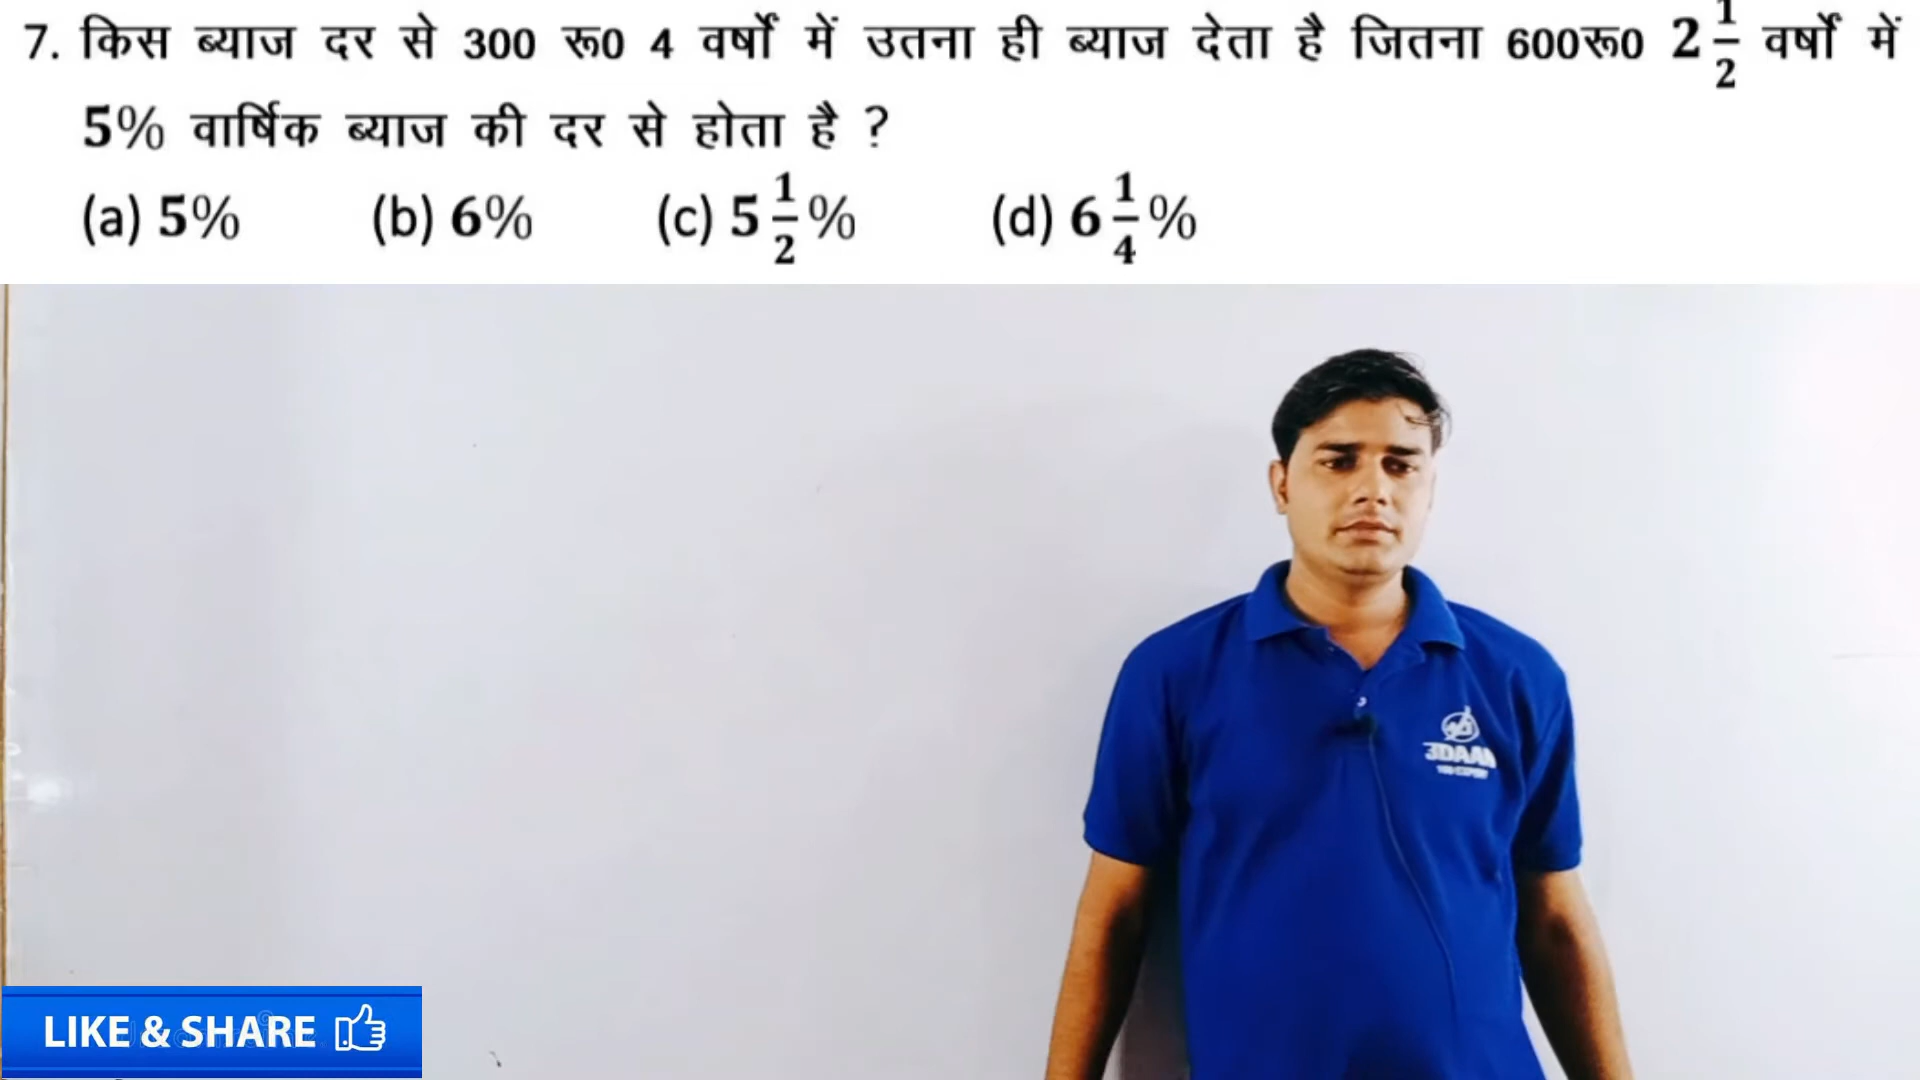 7. किस ब्याज दर से 300 रू0 4 वर्षों में उतना ही ब्याज देता है जितना 600रू0 2 1/2 वर्षों में
5% वार्षिक ब्याज की दर से होता है ?
(a) 5% (b) 6% (c) 5 1/2% (d) 6 1/4%
LIKE & SHARE